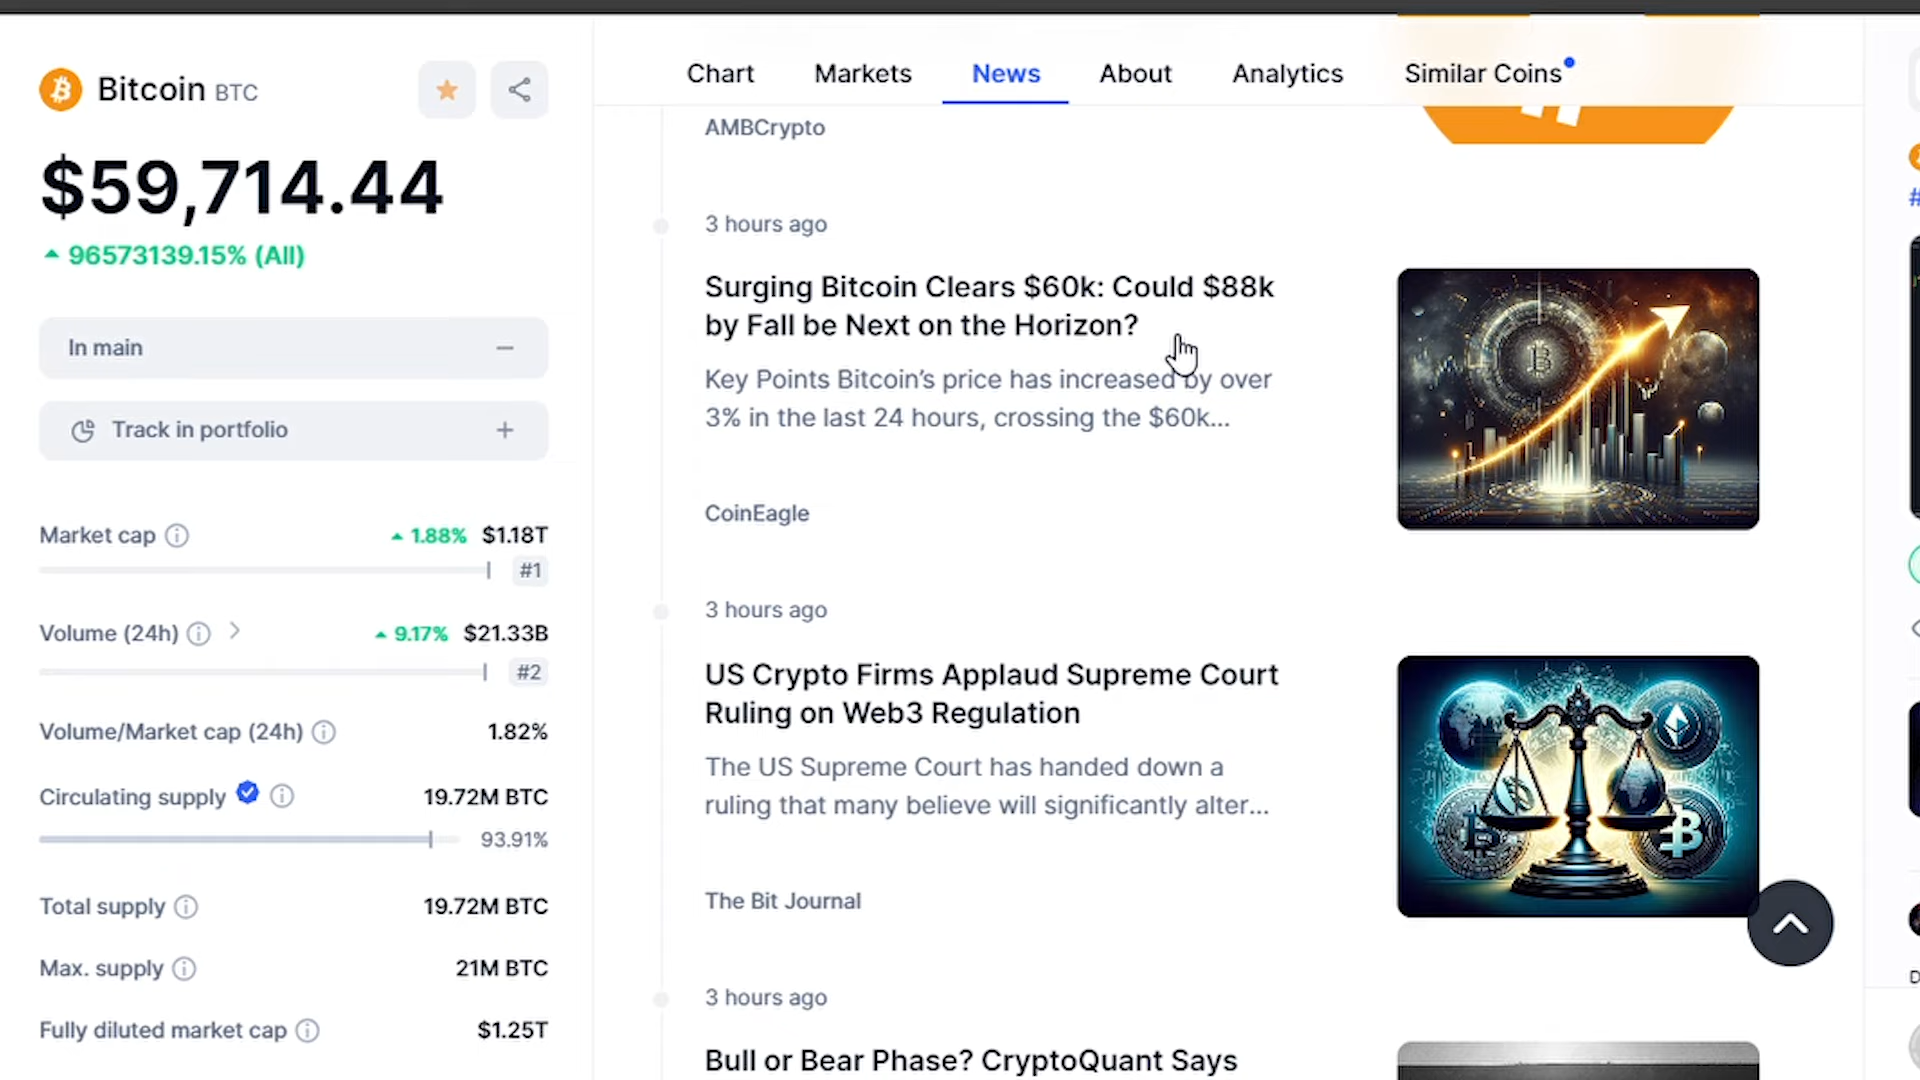 Bitcoin BTC
$59,714.44
96573139.15% (All)
In main
Track in portfolio
Market cap 1.88% $1.18T
#1
Volume (24h) 9.17% $21.33B
#2
Volume/Market cap (24h) 1.82%
Circulating supply 19.72M BTC
93.91%
Total supply 19.72M BTC
Max. supply 21M BTC
Fully diluted market cap $1.25T
Chart Markets News About Analytics Similar Coins
AMBCrypto
3 hours ago
Surging Bitcoin Clears $60k: Could $88k
by Fall be Next on the Horizon?
Key Points Bitcoin’s price has increased by over
3% in the last 24 hours, crossing the $60k...
CoinEagle
3 hours ago
US Crypto Firms Applaud Supreme Court
Ruling on Web3 Regulation
The US Supreme Court has handed down a
ruling that many believe will significantly alter...
The Bit Journal
3 hours ago
Bull or Bear Phase? CryptoQuant Says